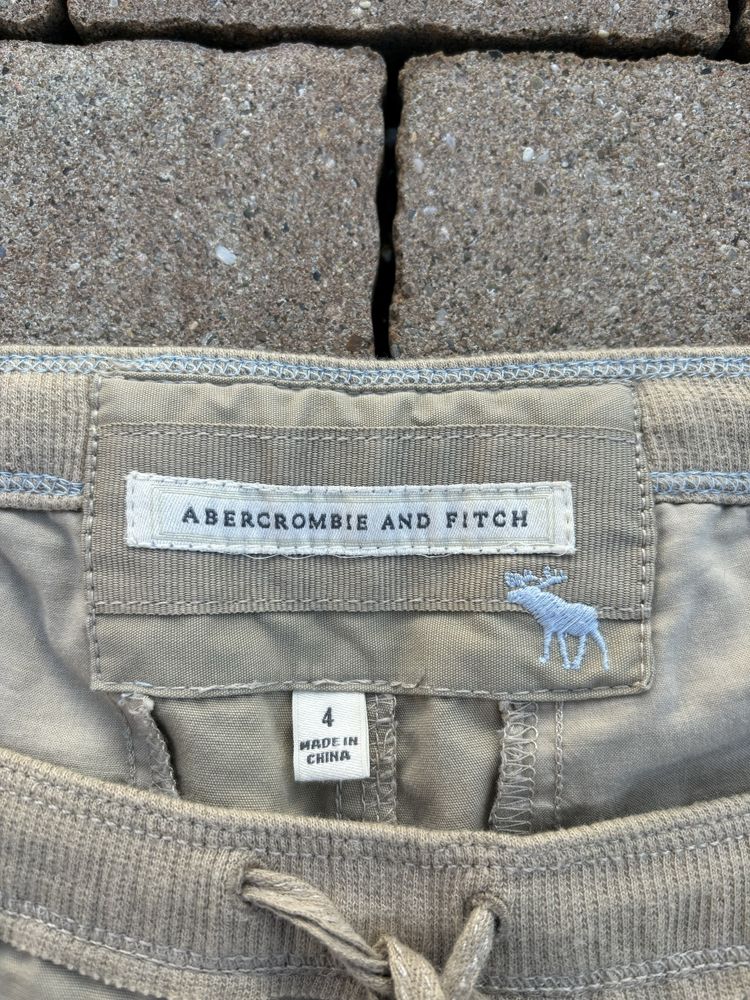 ABERCROMBIE AND FITCH
4
MADE IN
CHINA